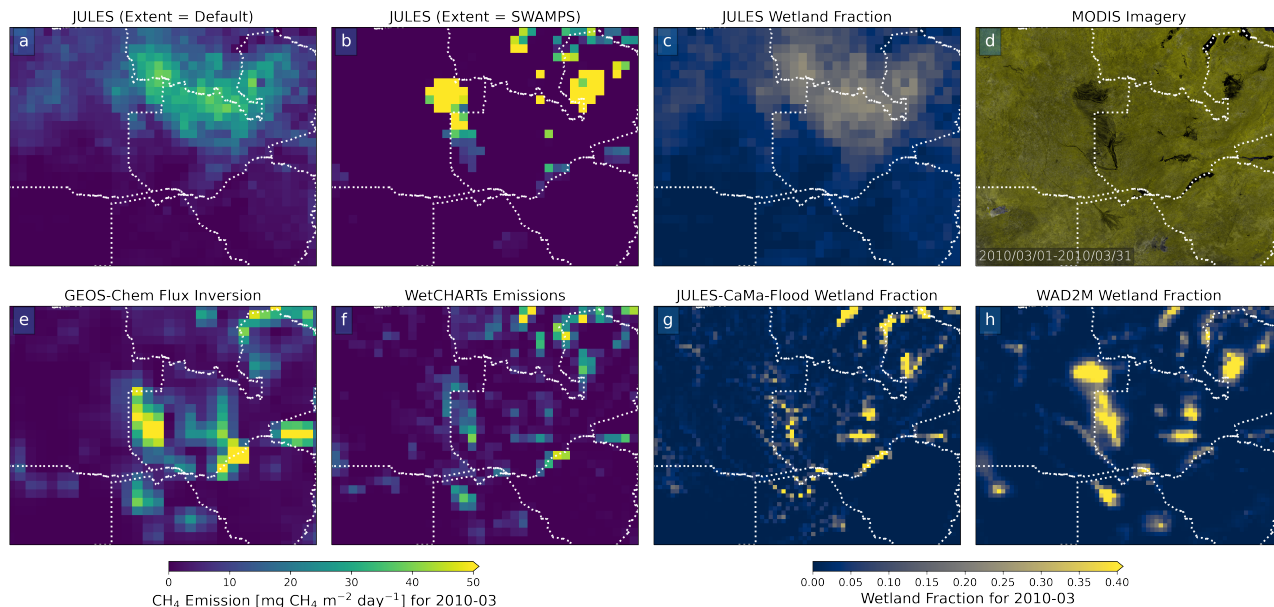 JULES (Extent = Default)
JULES (Extent = SWAMPS)
JULES Wetland Fraction
MODIS Imagery
a
b
c
d
2010/03/01-2010/03/31
GEOS-Chem Flux Inversion
WetCHARTs Emissions
JULES-CaMa-Flood Wetland Fraction
WAD2M Wetland Fraction
e
f
g
h
0 10 20 30 40 50
CH₄ Emission [mg CH₄ m⁻² day⁻¹] for 2010-03
0.00 0.05 0.10 0.15 0.20 0.25 0.30 0.35 0.40
Wetland Fraction for 2010-03